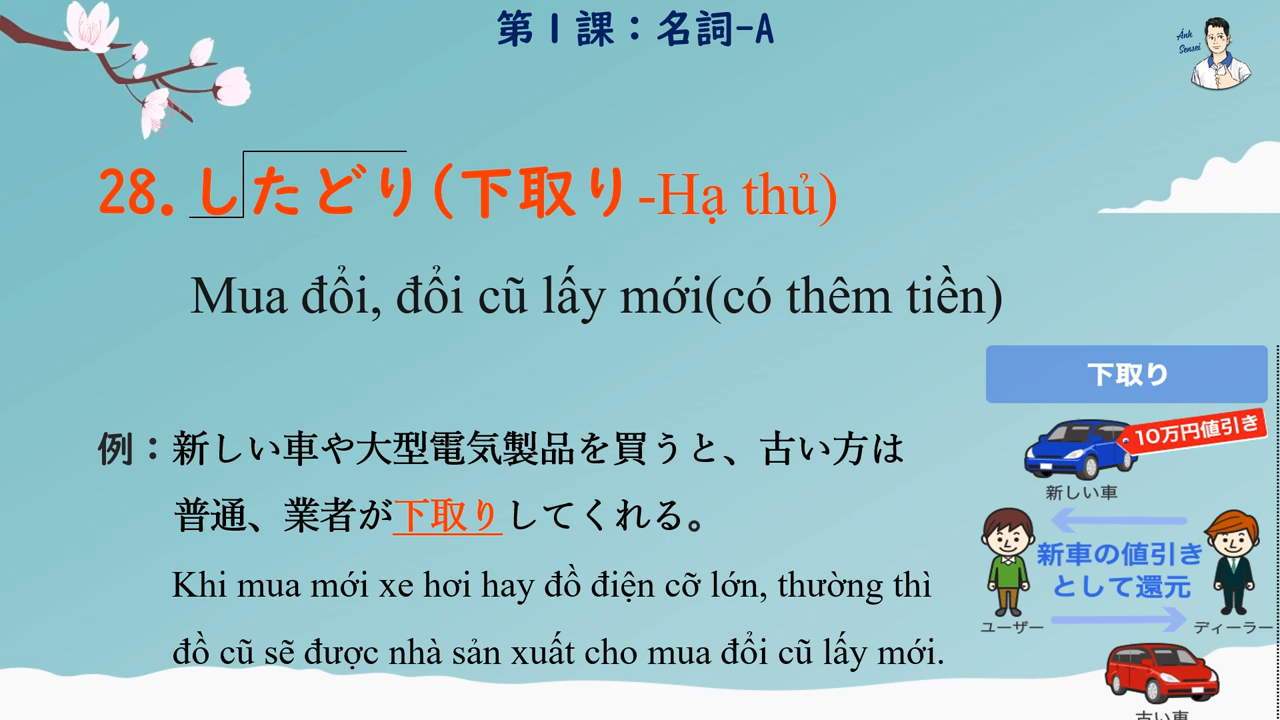 第1課：名詞-A
Anh
Sensei
28. したどり(下取り-Hạ thủ)
Mua đổi, đổi cũ lấy mới(có thêm tiền)
例：新しい車や大型電気製品を買うと、古い方は
普通、業者が下取りしてくれる。
Khi mua mới xe hơi hay đồ điện cỡ lớn, thường thì
đồ cũ sẽ được nhà sản xuất cho mua đổi cũ lấy mới.
下取り
10万円値引き
新しい車
新車の値引き
として還元
ユーザー
ディーラー
古い車